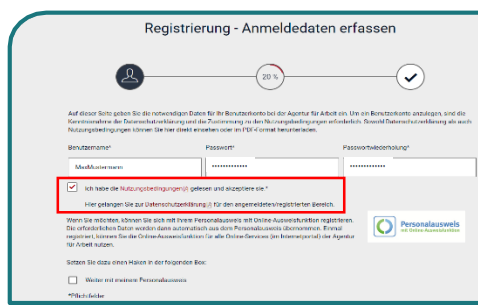 Registrierung - Anmeldedaten erfassen
20 %
Auf dieser Seite geben Sie die notwendigen Daten für Ihr Benutzerkonto bei der Agentur für Arbeit ein. Um ein Benutzerkonto anzulegen, sind die
Kenntnisnahme der Datenschutzerklärung und die Zustimmung zu den Nutzungsbedingungen erforderlich. Sowohl Datenschutzerklärung als auch
Nutzungsbedingungen können Sie hier direkt einsehen oder im PDF-Format herunterladen.
Benutzername* Passwort* Passwortwiederholung*
MaxMustermann ············· ·············
Ich habe die Nutzungsbedingungen gelesen und akzeptiere sie.*
Hier gelangen Sie zur Datenschutzerklärung für den angemeldeten/registrierten Bereich.
Wenn Sie möchten, können Sie sich mit Ihrem Personalausweis mit Online-Ausweisfunktion registrieren.
Die erforderlichen Daten werden dann automatisch aus dem Personalausweis übernommen. Einmal
registriert, können Sie die Online-Ausweisfunktion für alle Online-Services (im Internetportal) der Agentur
für Arbeit nutzen.
Personalausweis
mit Online-Ausweisfunktion
Setzen Sie dazu einen Haken in der folgenden Box:
Weiter mit meinem Personalausweis
*Pflichtfelder